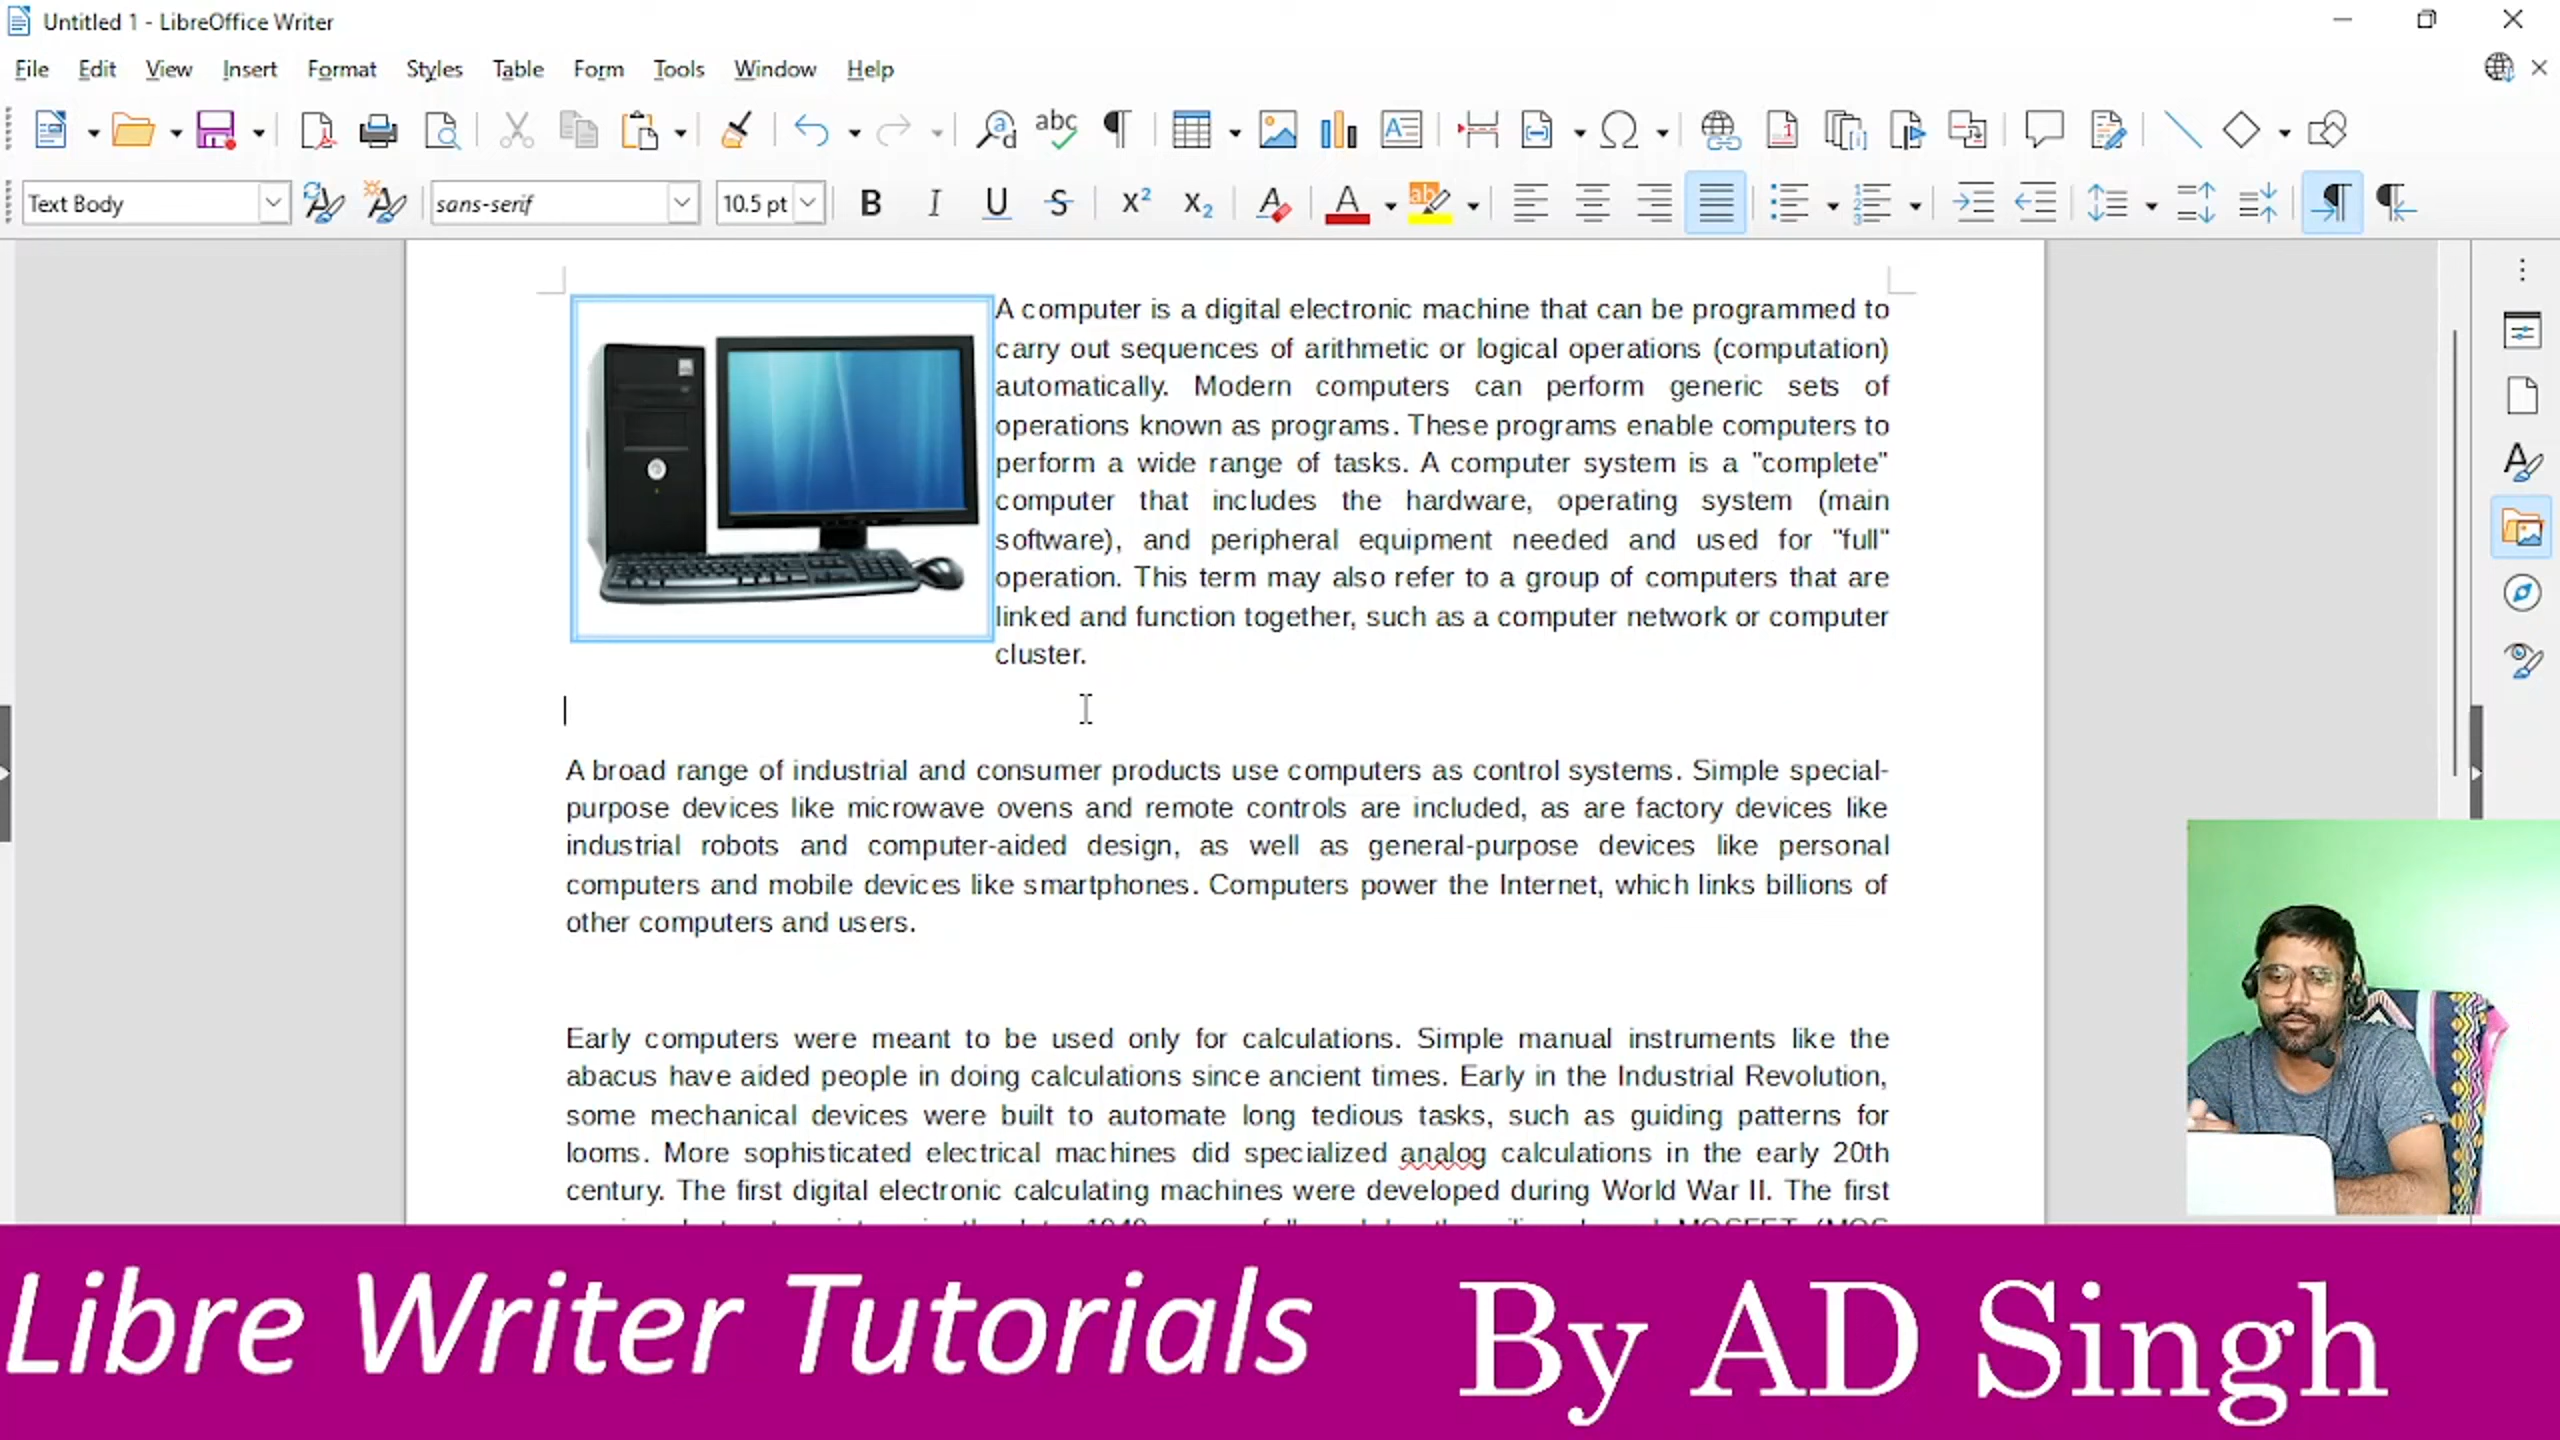 Untitled 1 - LibreOffice Writer
File Edit View Insert Format Styles Table Form Tools Window Help
Text Body
sans-serif
10.5 pt
A computer is a digital electronic machine that can be programmed to
carry out sequences of arithmetic or logical operations (computation)
automatically. Modern computers can perform generic sets of
operations known as programs. These programs enable computers to
perform a wide range of tasks. A computer system is a "complete"
computer that includes the hardware, operating system (main
software), and peripheral equipment needed and used for "full"
operation. This term may also refer to a group of computers that are
linked and function together, such as a computer network or computer
cluster.
A broad range of industrial and consumer products use computers as control systems. Simple special-
purpose devices like microwave ovens and remote controls are included, as are factory devices like
industrial robots and computer-aided design, as well as general-purpose devices like personal
computers and mobile devices like smartphones. Computers power the Internet, which links billions of
other computers and users.
Early computers were meant to be used only for calculations. Simple manual instruments like the
abacus have aided people in doing calculations since ancient times. Early in the Industrial Revolution,
some mechanical devices were built to automate long tedious tasks, such as guiding patterns for
looms. More sophisticated electrical machines did specialized analog calculations in the early 20th
century. The first digital electronic calculating machines were developed during World War II. The first
Libre Writer Tutorials By AD Singh